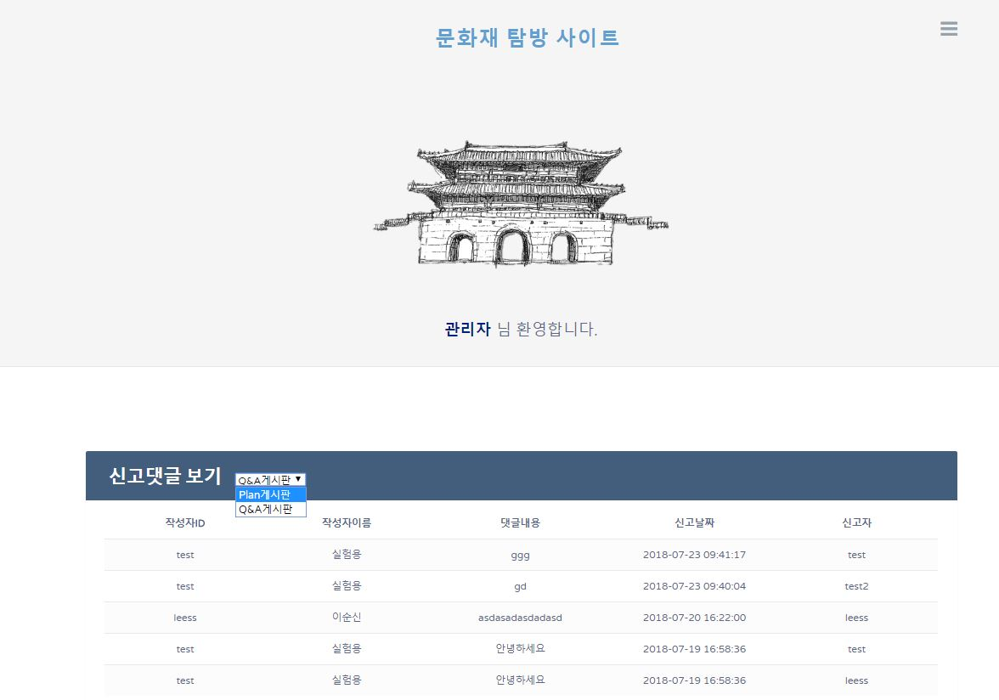 문화재 탐방 사이트
관리자 님 환영합니다.
신고댓글 보기 Q&A게시판
Plan게시판
Q&A게시판
작성자ID 작성자이름 댓글내용 신고날짜 신고자
test 실험용 ggg 2018-07-23 09:41:17 test
test 실험용 gd 2018-07-23 09:40:04 test2
leess 이순신 asdasadasdadasd 2018-07-20 16:22:00 leess
test 실험용 안녕하세요 2018-07-19 16:58:36 test
test 실험용 안녕하세요 2018-07-19 16:58:36 leess